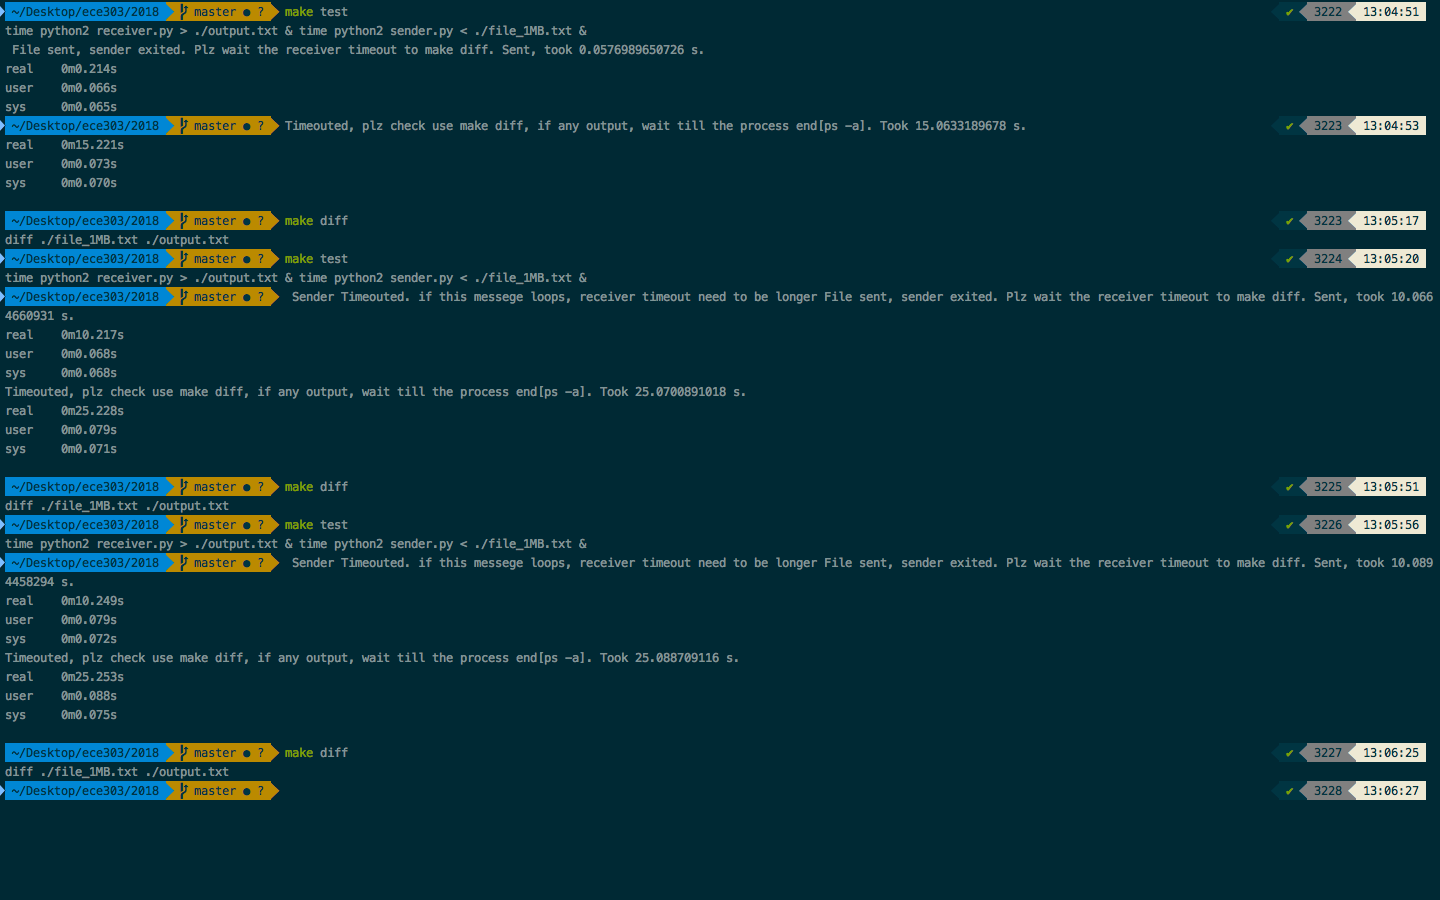 ~/Desktop/ece303/2018 master ● ? make test ✔ 3222 13:04:51
time python2 receiver.py > ./output.txt & time python2 sender.py < ./file_1MB.txt &
File sent, sender exited. Plz wait the receiver timeout to make diff. Sent, took 0.0576989650726 s.
real 0m0.214s
user 0m0.066s
sys 0m0.065s
~/Desktop/ece303/2018 master ● ? Timeouted, plz check use make diff, if any output, wait till the process end[ps -a]. Took 15.0633189678 s. ✔ 3223 13:04:53
real 0m15.221s
user 0m0.073s
sys 0m0.070s
~/Desktop/ece303/2018 master ● ? make diff ✔ 3223 13:05:17
diff ./file_1MB.txt ./output.txt
~/Desktop/ece303/2018 master ● ? make test ✔ 3224 13:05:20
time python2 receiver.py > ./output.txt & time python2 sender.py < ./file_1MB.txt &
~/Desktop/ece303/2018 master ● ? Sender Timeouted. if this messege loops, receiver timeout need to be longer File sent, sender exited. Plz wait the receiver timeout to make diff. Sent, took 10.066
4660931 s.
real 0m10.217s
user 0m0.068s
sys 0m0.068s
Timeouted, plz check use make diff, if any output, wait till the process end[ps -a]. Took 25.0700891018 s.
real 0m25.228s
user 0m0.079s
sys 0m0.071s
~/Desktop/ece303/2018 master ● ? make diff ✔ 3225 13:05:51
diff ./file_1MB.txt ./output.txt
~/Desktop/ece303/2018 master ● ? make test ✔ 3226 13:05:56
time python2 receiver.py > ./output.txt & time python2 sender.py < ./file_1MB.txt &
~/Desktop/ece303/2018 master ● ? Sender Timeouted. if this messege loops, receiver timeout need to be longer File sent, sender exited. Plz wait the receiver timeout to make diff. Sent, took 10.089
4458294 s.
real 0m10.249s
user 0m0.079s
sys 0m0.072s
Timeouted, plz check use make diff, if any output, wait till the process end[ps -a]. Took 25.088709116 s.
real 0m25.253s
user 0m0.088s
sys 0m0.075s
~/Desktop/ece303/2018 master ● ? make diff ✔ 3227 13:06:25
diff ./file_1MB.txt ./output.txt
~/Desktop/ece303/2018 master ● ? ✔ 3228 13:06:27